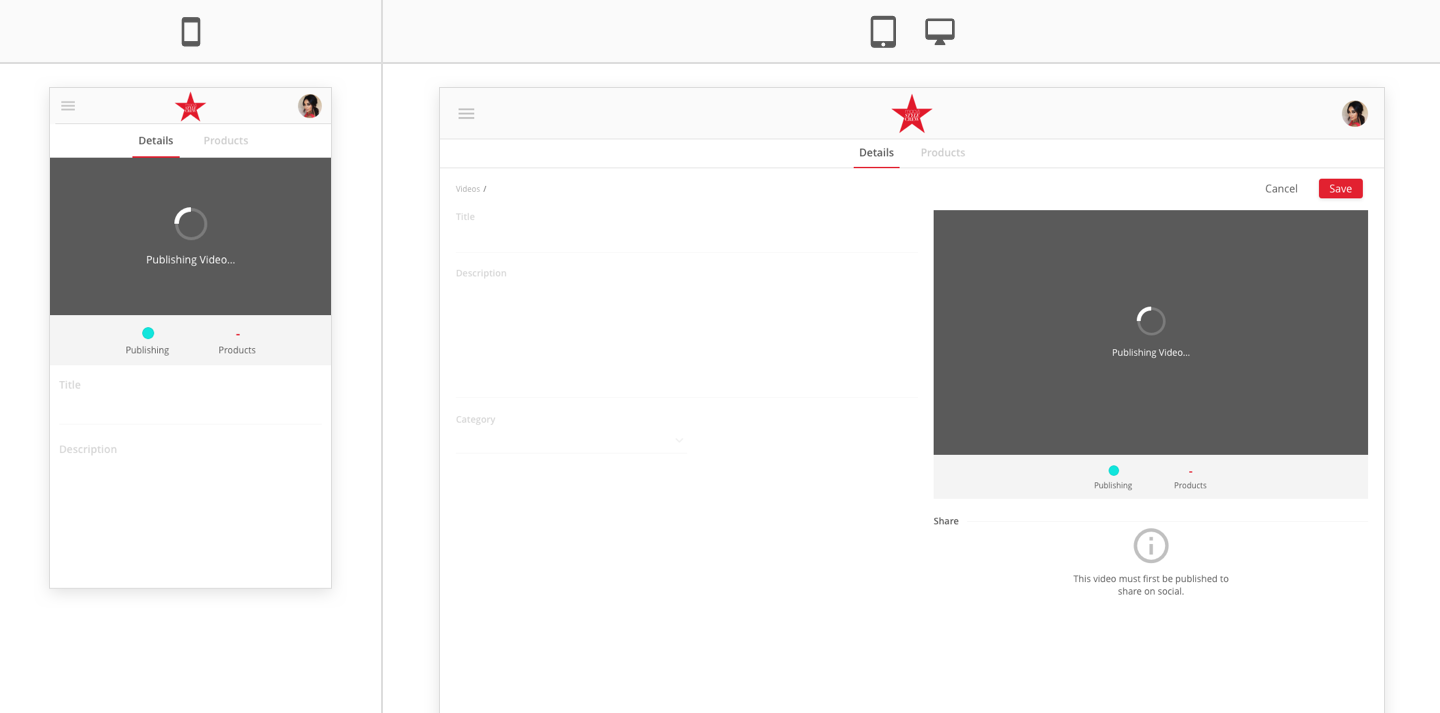 Details Products
Publishing Video...
-
Publishing Products
Title
Description
Details Products
Videos /
Cancel Save
Title
Description
Category
Publishing Video...
-
Publishing Products
Share
This video must first be published to
share on social.